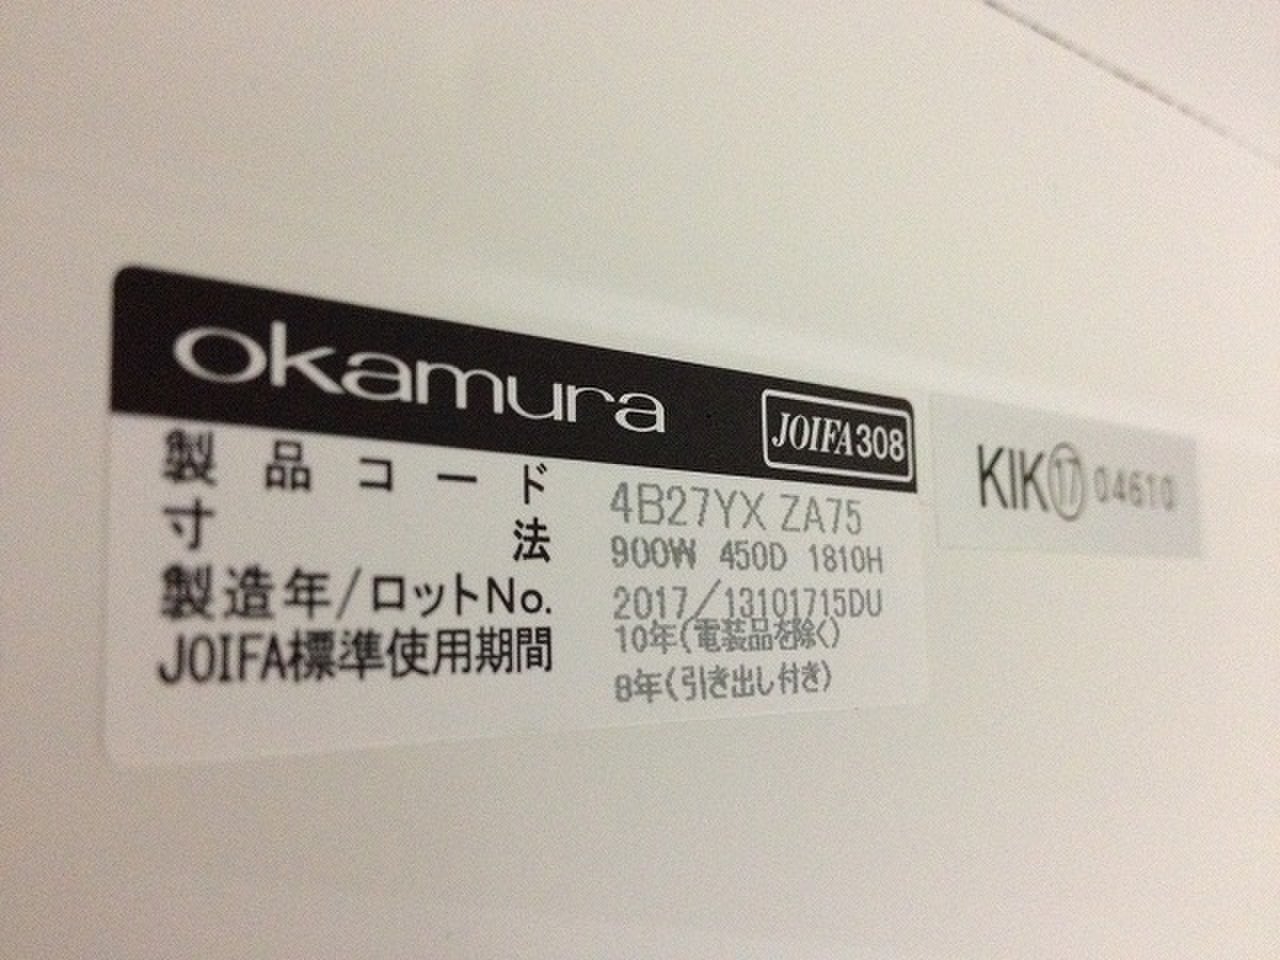 okamura JOIFA308
製品コード 4B27YX ZA75
寸法 900W 450D 1810H
製造年/ロットNo. 2017/13101715DU
JOIFA標準使用期間 10年(電装品を除く)
8年(引き出し付き)
KIK⑰04610